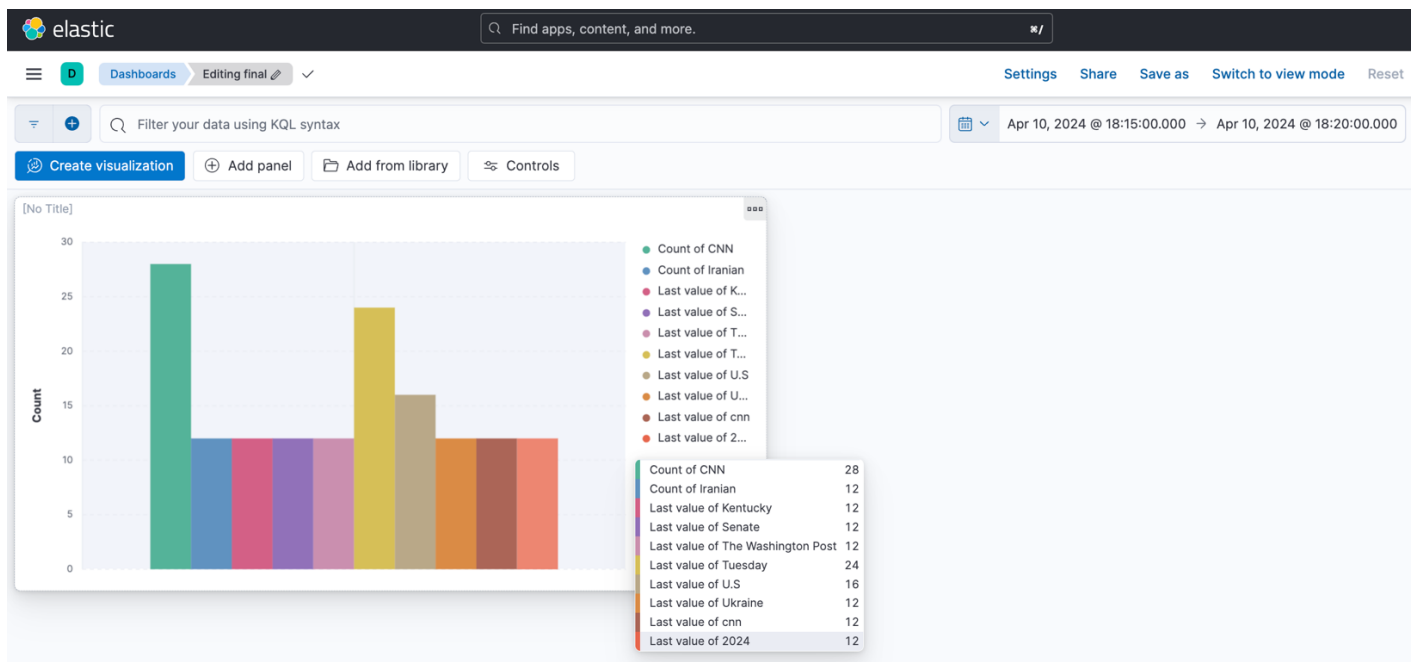 elastic
Find apps, content, and more.
⌘/
D
Dashboards
Editing final
Settings
Share
Save as
Switch to view mode
Reset
Filter your data using KQL syntax
Apr 10, 2024 @ 18:15:00.000 → Apr 10, 2024 @ 18:20:00.000
Create visualization
Add panel
Add from library
Controls
[No Title]
30
25
20
15
10
5
0
Count
Count of CNN
Count of Iranian
Last value of K...
Last value of S...
Last value of T...
Last value of T...
Last value of U.S
Last value of U...
Last value of cnn
Last value of 2...
Count of CNN 28
Count of Iranian 12
Last value of Kentucky 12
Last value of Senate 12
Last value of The Washington Post 12
Last value of Tuesday 24
Last value of U.S 16
Last value of Ukraine 12
Last value of cnn 12
Last value of 2024 12